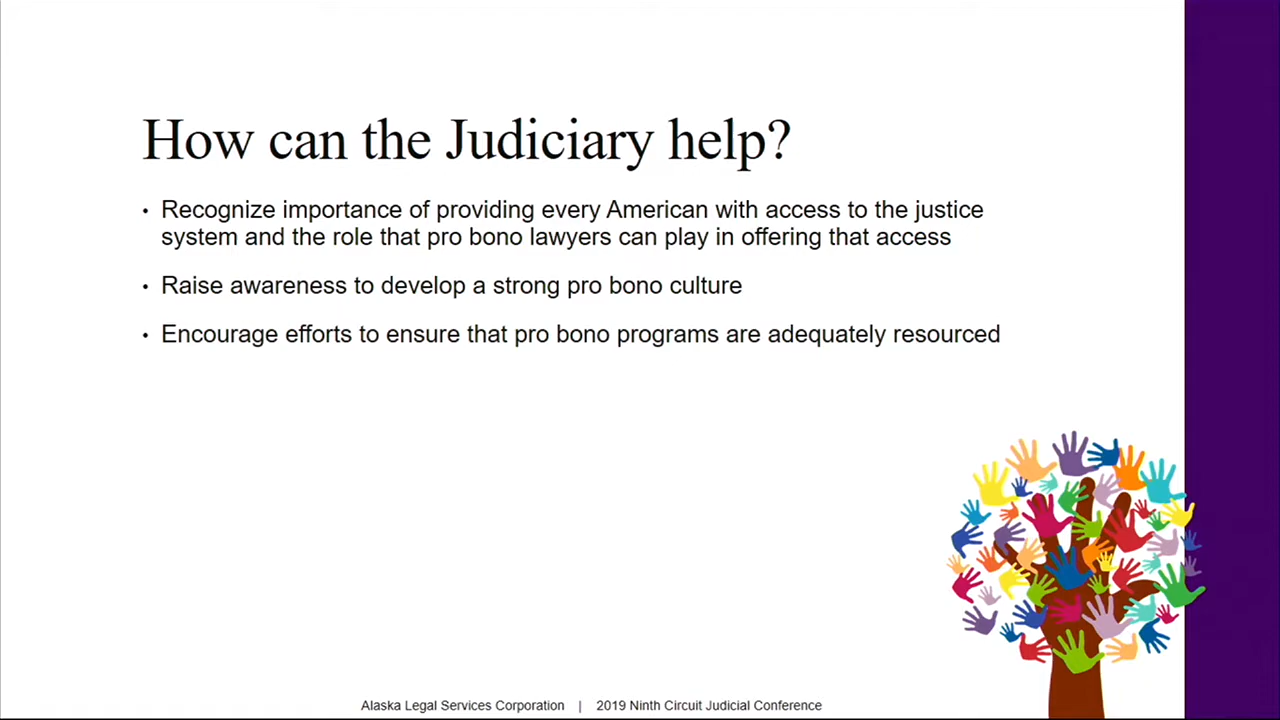 How can the Judiciary help?
• Recognize importance of providing every American with access to the justice
system and the role that pro bono lawyers can play in offering that access
• Raise awareness to develop a strong pro bono culture
• Encourage efforts to ensure that pro bono programs are adequately resourced
Alaska Legal Services Corporation | 2019 Ninth Circuit Judicial Conference